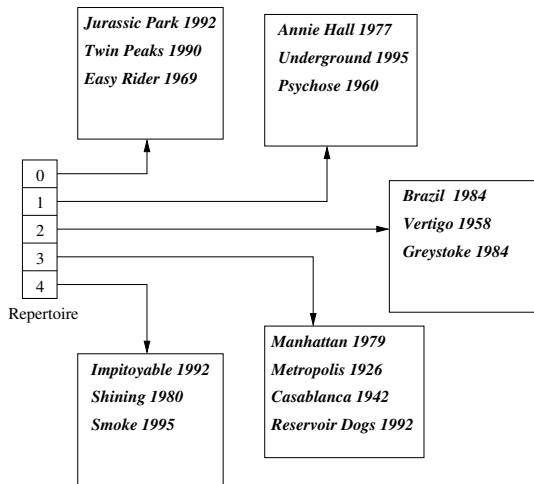 Jurassic Park 1992
Twin Peaks 1990
Easy Rider 1969
Annie Hall 1977
Underground 1995
Psychose 1960
0
1
2
3
4
Repertoire
Brazil 1984
Vertigo 1958
Greystoke 1984
Impitoyable 1992
Shining 1980
Smoke 1995
Manhattan 1979
Metropolis 1926
Casablanca 1942
Reservoir Dogs 1992